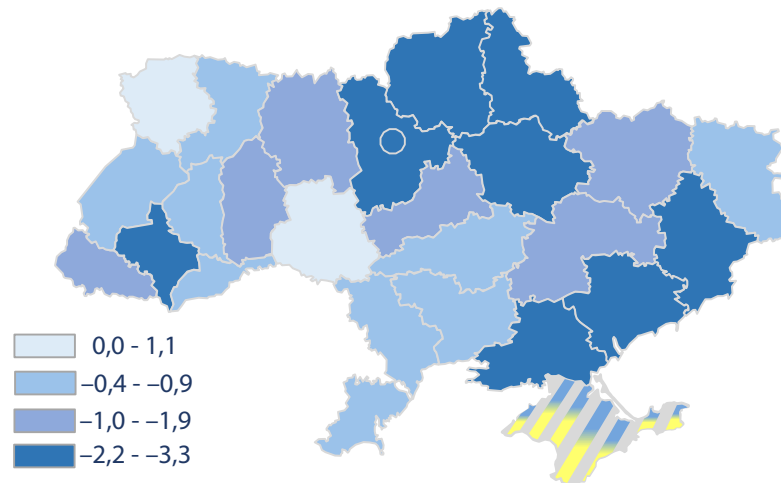 0,0 - 1,1
–0,4 - –0,9
–1,0 - –1,9
–2,2 - –3,3